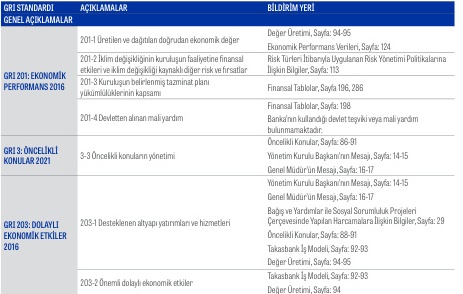 GRI STANDARDI AÇIKLAMALAR BİLDİRİM YERİ
GENEL AÇIKLAMALAR
GRI 201: EKONOMİK
PERFORMANS 2016
201-1 Üretilen ve dağıtılan doğrudan ekonomik değer
Değer Üretimi, Sayfa: 94-95
Ekonomik Performans Verileri, Sayfa: 124
201-2 İklim değişikliğinin kuruluşun faaliyetine finansal
etkileri ve iklim değişikliği kaynaklı diğer risk ve fırsatlar
Risk Türleri İtibarıyla Uygulanan Risk Yönetimi Politikalarına
İlişkin Bilgiler, Sayfa: 113
201-3 Kuruluşun belirlenmiş tazminat planı
yükümlülüklerinin kapsamı
Finansal Tablolar, Sayfa 196, 286
201-4 Devletten alınan mali yardım
Finansal Tablolar, Sayfa: 198
Banka'nın kullandığı devlet teşviki veya mali yardım
bulunmamaktadır.
GRI 3: ÖNCELİKLİ
KONULAR 2021
3-3 Öncelikli konuların yönetimi
Öncelikli Konular, Sayfa: 86-91
Yönetim Kurulu Başkanı'nın Mesajı, Sayfa: 14-15
Genel Müdür'ün Mesajı, Sayfa: 16-17
GRI 203: DOLAYLI
EKONOMİK ETKİLER
2016
203-1 Desteklenen altyapı yatırımları ve hizmetleri
Yönetim Kurulu Başkanı'nın Mesajı, Sayfa: 14-15
Genel Müdür'ün Mesajı, Sayfa: 16-17
Bağış ve Yardımlar ile Sosyal Sorumluluk Projeleri
Çerçevesinde Yapılan Harcamalara İlişkin Bilgiler, Sayfa: 29
Öncelikli Konular, Sayfa: 88-91
Takasbank İş Modeli, Sayfa: 92-93
Değer Üretimi, Sayfa: 94-95
203-2 Önemli dolaylı ekonomik etkiler
Takasbank İş Modeli, Sayfa: 92-93
Değer Üretimi, Sayfa: 94